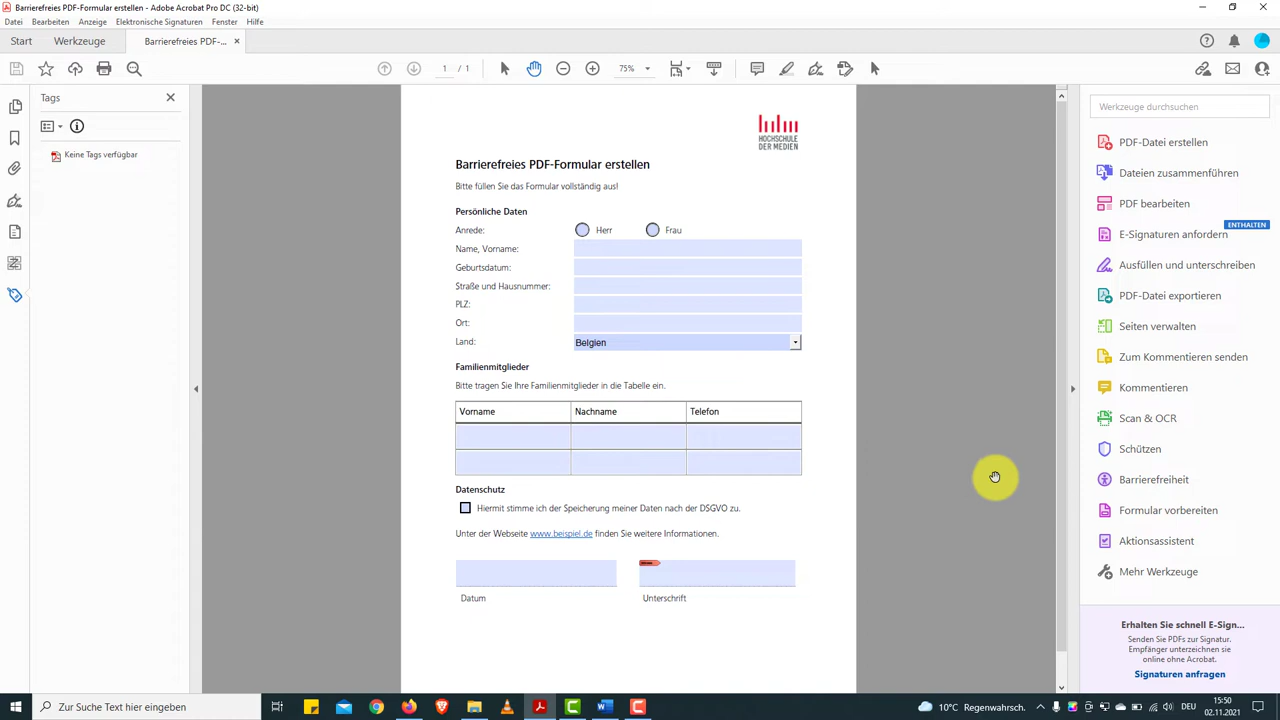 Barrierefreies PDF-Formular erstellen - Adobe Acrobat Pro DC (32-bit)
Datei Bearbeiten Anzeige Elektronische Signaturen Fenster Hilfe
Start Werkzeuge Barrierefreies PDF-... ×
1 / 1 75%
Tags
Keine Tags verfügbar
HOCHSCHULE
DER MEDIEN
Barrierefreies PDF-Formular erstellen
Bitte füllen Sie das Formular vollständig aus!
Persönliche Daten
Anrede: Herr Frau
Name, Vorname:
Geburtsdatum:
Straße und Hausnummer:
PLZ:
Ort:
Land: Belgien
Familienmitglieder
Bitte tragen Sie Ihre Familienmitglieder in die Tabelle ein.
Vorname Nachname Telefon
Datenschutz
Hiermit stimme ich der Speicherung meiner Daten nach der DSGVO zu.
Unter der Webseite www.beispiel.de finden Sie weitere Informationen.
Datum Unterschrift
Werkzeuge durchsuchen
PDF-Datei erstellen
Dateien zusammenführen
PDF bearbeiten
ENTHALTEN
E-Signaturen anfordern
Ausfüllen und unterschreiben
PDF-Datei exportieren
Seiten verwalten
Zum Kommentieren senden
Kommentieren
Scan & OCR
Schützen
Barrierefreiheit
Formular vorbereiten
Aktionsassistent
Mehr Werkzeuge
Erhalten Sie schnell E-Sign...
Senden Sie PDFs zur Signatur.
Empfänger unterzeichnen sie
online ohne Acrobat.
Signaturen anfragen
Zur Suche Text hier eingeben
10°C Regenwahrsch.
DEU
15:50
02.11.2021